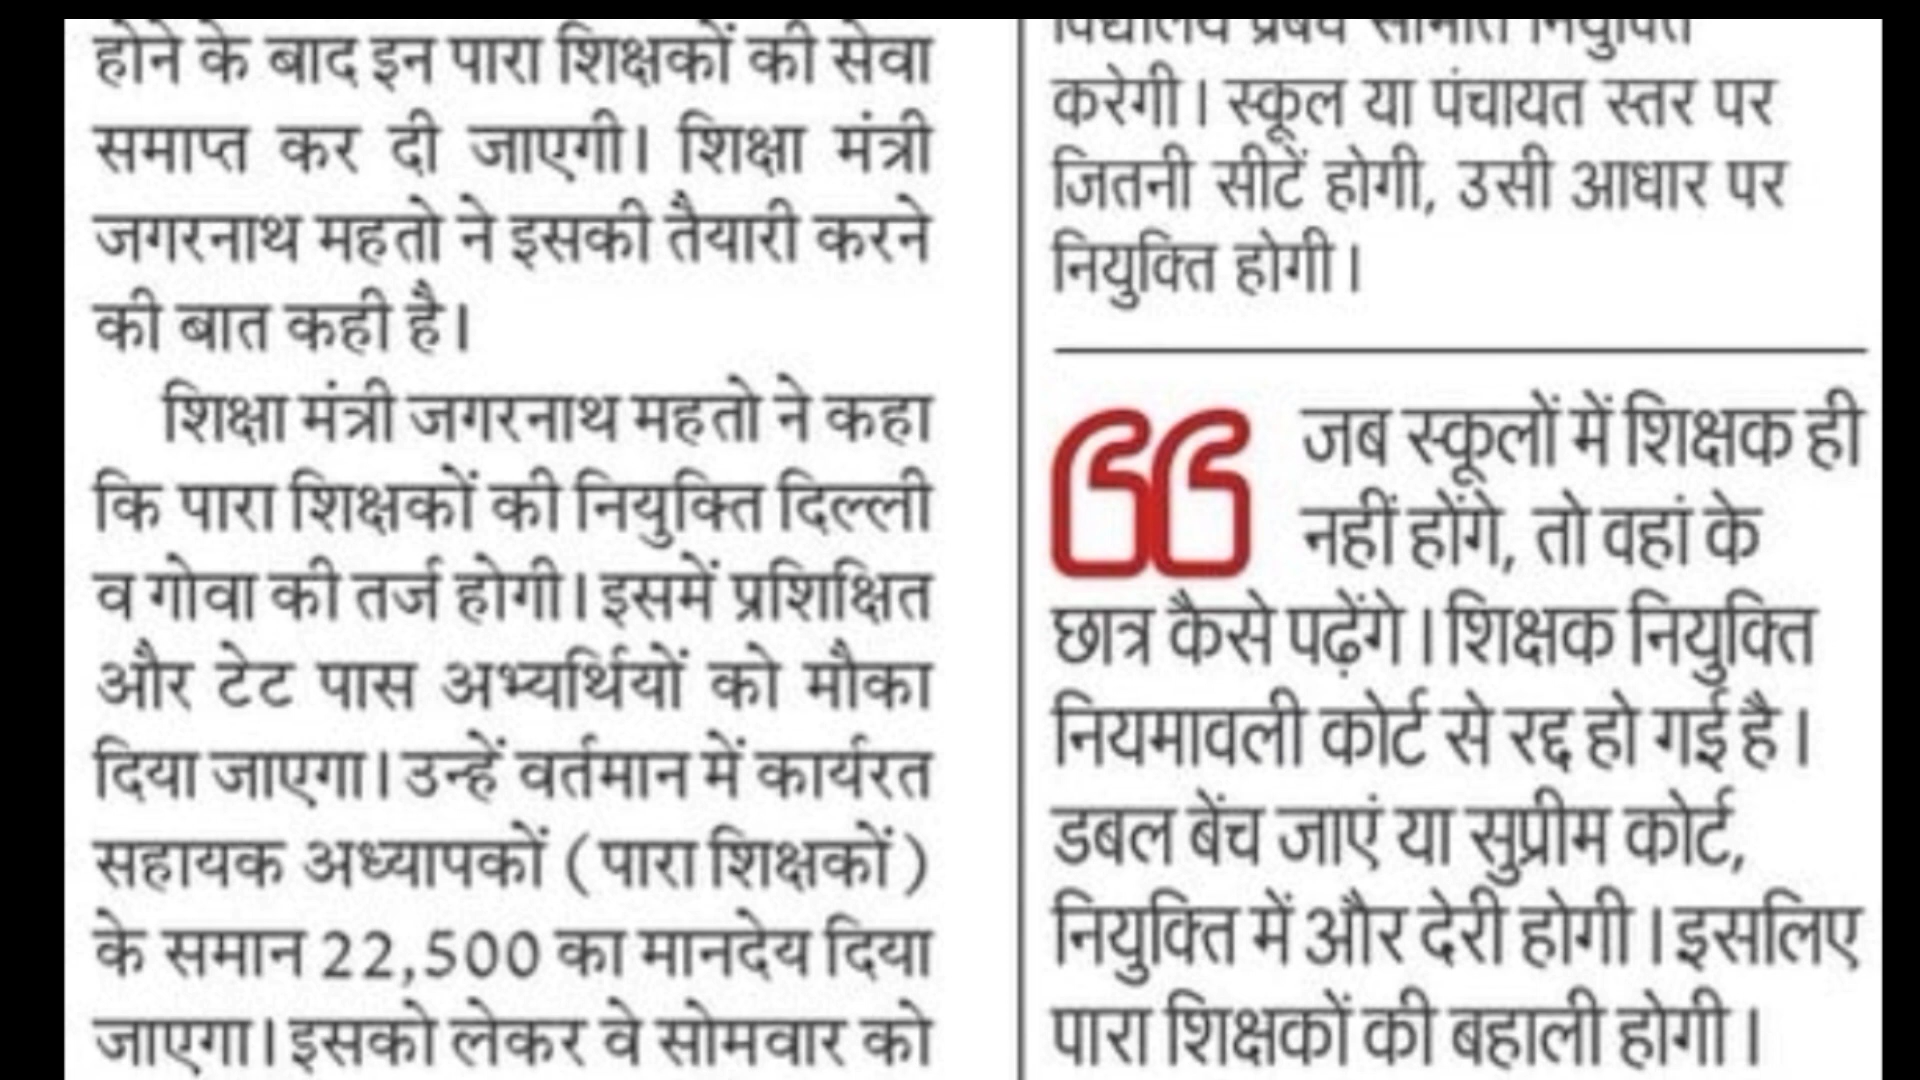 होने के बाद इन पारा शिक्षकों की सेवा
समाप्त कर दी जाएगी। शिक्षा मंत्री
जगरनाथ महतो ने इसकी तैयारी करने
की बात कही है।
शिक्षा मंत्री जगरनाथ महतो ने कहा
कि पारा शिक्षकों की नियुक्ति दिल्ली
व गोवा की तर्ज होगी। इसमें प्रशिक्षित
और टेट पास अभ्यर्थियों को मौका
दिया जाएगा। उन्हें वर्तमान में कार्यरत
सहायक अध्यापकों (पारा शिक्षकों)
के समान 22,500 का मानदेय दिया
जाएगा। इसको लेकर वे सोमवार को
विद्यालय प्रबंध समिति नियुक्ति
करेगी। स्कूल या पंचायत स्तर पर
जितनी सीटें होगी, उसी आधार पर
नियुक्ति होगी।
“ जब स्कूलों में शिक्षक ही
नहीं होंगे, तो वहां के
छात्र कैसे पढ़ेंगे। शिक्षक नियुक्ति
नियमावली कोर्ट से रद्द हो गई है।
डबल बेंच जाएं या सुप्रीम कोर्ट,
नियुक्ति में और देरी होगी। इसलिए
पारा शिक्षकों की बहाली होगी।